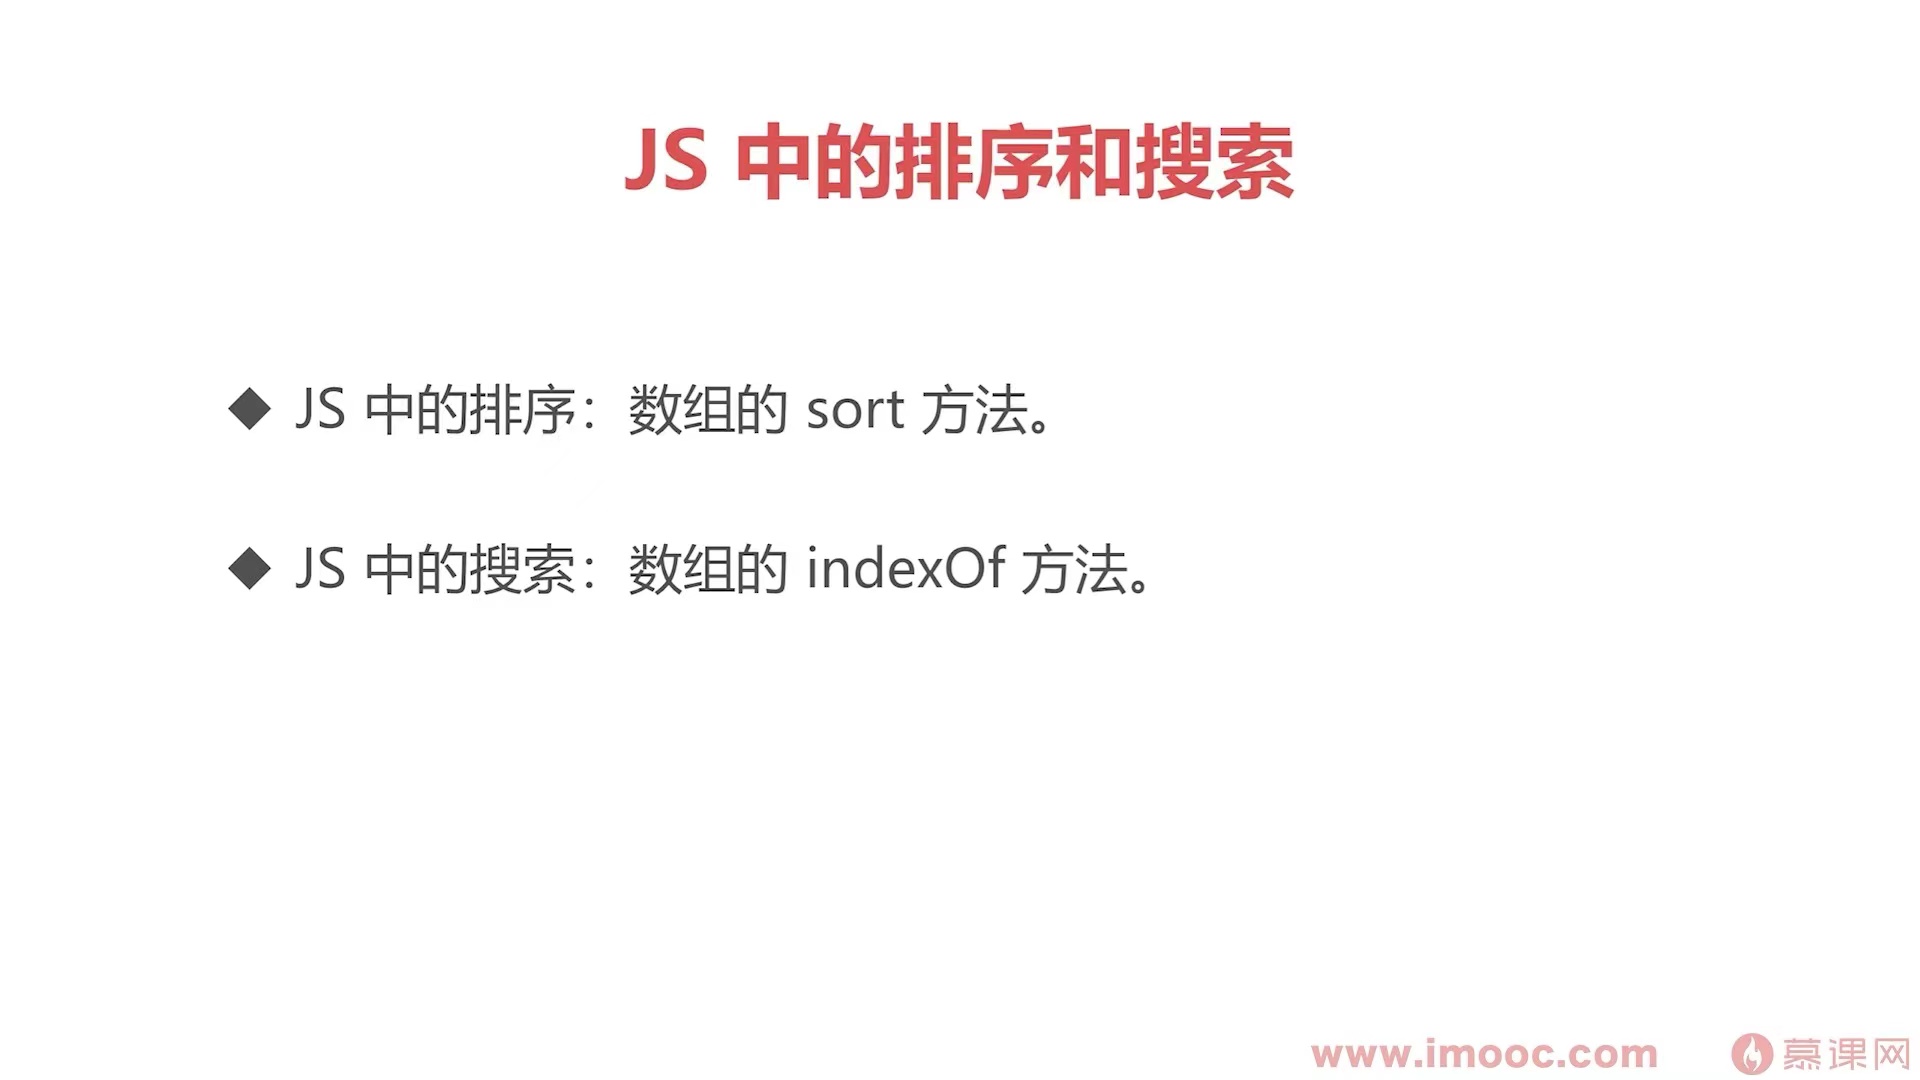 JS 中的排序和搜索
◆ JS 中的排序：数组的 sort 方法。
◆ JS 中的搜索：数组的 indexOf 方法。
www.imooc.com 慕课网